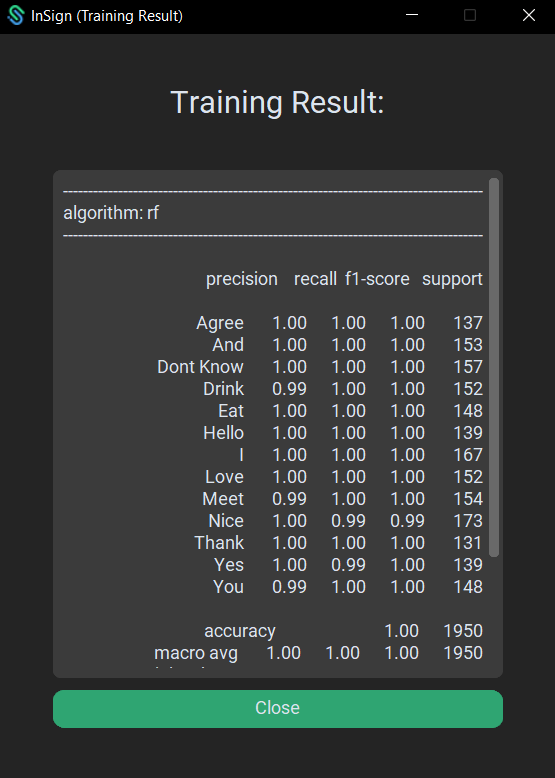 InSign (Training Result)
Training Result:
--------------------------------------------------------------------------------
algorithm: rf
--------------------------------------------------------------------------------
precision recall f1-score support
Agree 1.00 1.00 1.00 137
And 1.00 1.00 1.00 153
Dont Know 1.00 1.00 1.00 157
Drink 0.99 1.00 1.00 152
Eat 1.00 1.00 1.00 148
Hello 1.00 1.00 1.00 139
I 1.00 1.00 1.00 167
Love 1.00 1.00 1.00 152
Meet 0.99 1.00 1.00 154
Nice 1.00 0.99 0.99 173
Thank 1.00 1.00 1.00 131
Yes 1.00 0.99 1.00 139
You 0.99 1.00 1.00 148
accuracy 1.00 1950
macro avg 1.00 1.00 1.00 1950
Close